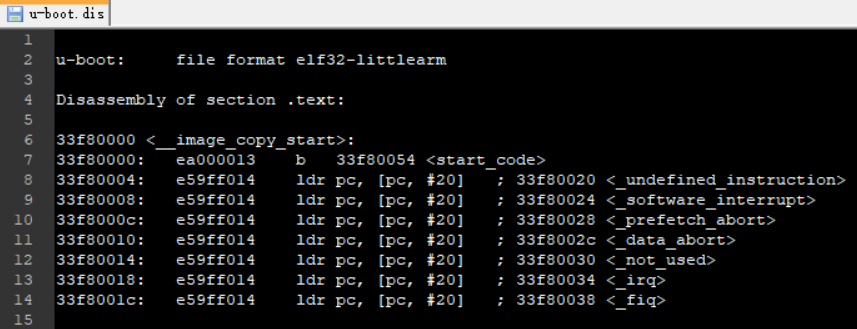 u-boot.dis
1
2 u-boot:     file format elf32-littlearm
3
4 Disassembly of section .text:
5
6 33f80000 <__image_copy_start>:
7 33f80000:   ea000013    b   33f80054 <start_code>
8 33f80004:   e59ff014    ldr pc, [pc, #20]   ; 33f80020 <_undefined_instruction>
9 33f80008:   e59ff014    ldr pc, [pc, #20]   ; 33f80024 <_software_interrupt>
10 33f8000c:   e59ff014    ldr pc, [pc, #20]   ; 33f80028 <_prefetch_abort>
11 33f80010:   e59ff014    ldr pc, [pc, #20]   ; 33f8002c <_data_abort>
12 33f80014:   e59ff014    ldr pc, [pc, #20]   ; 33f80030 <_not_used>
13 33f80018:   e59ff014    ldr pc, [pc, #20]   ; 33f80034 <_irq>
14 33f8001c:   e59ff014    ldr pc, [pc, #20]   ; 33f80038 <_fiq>
15